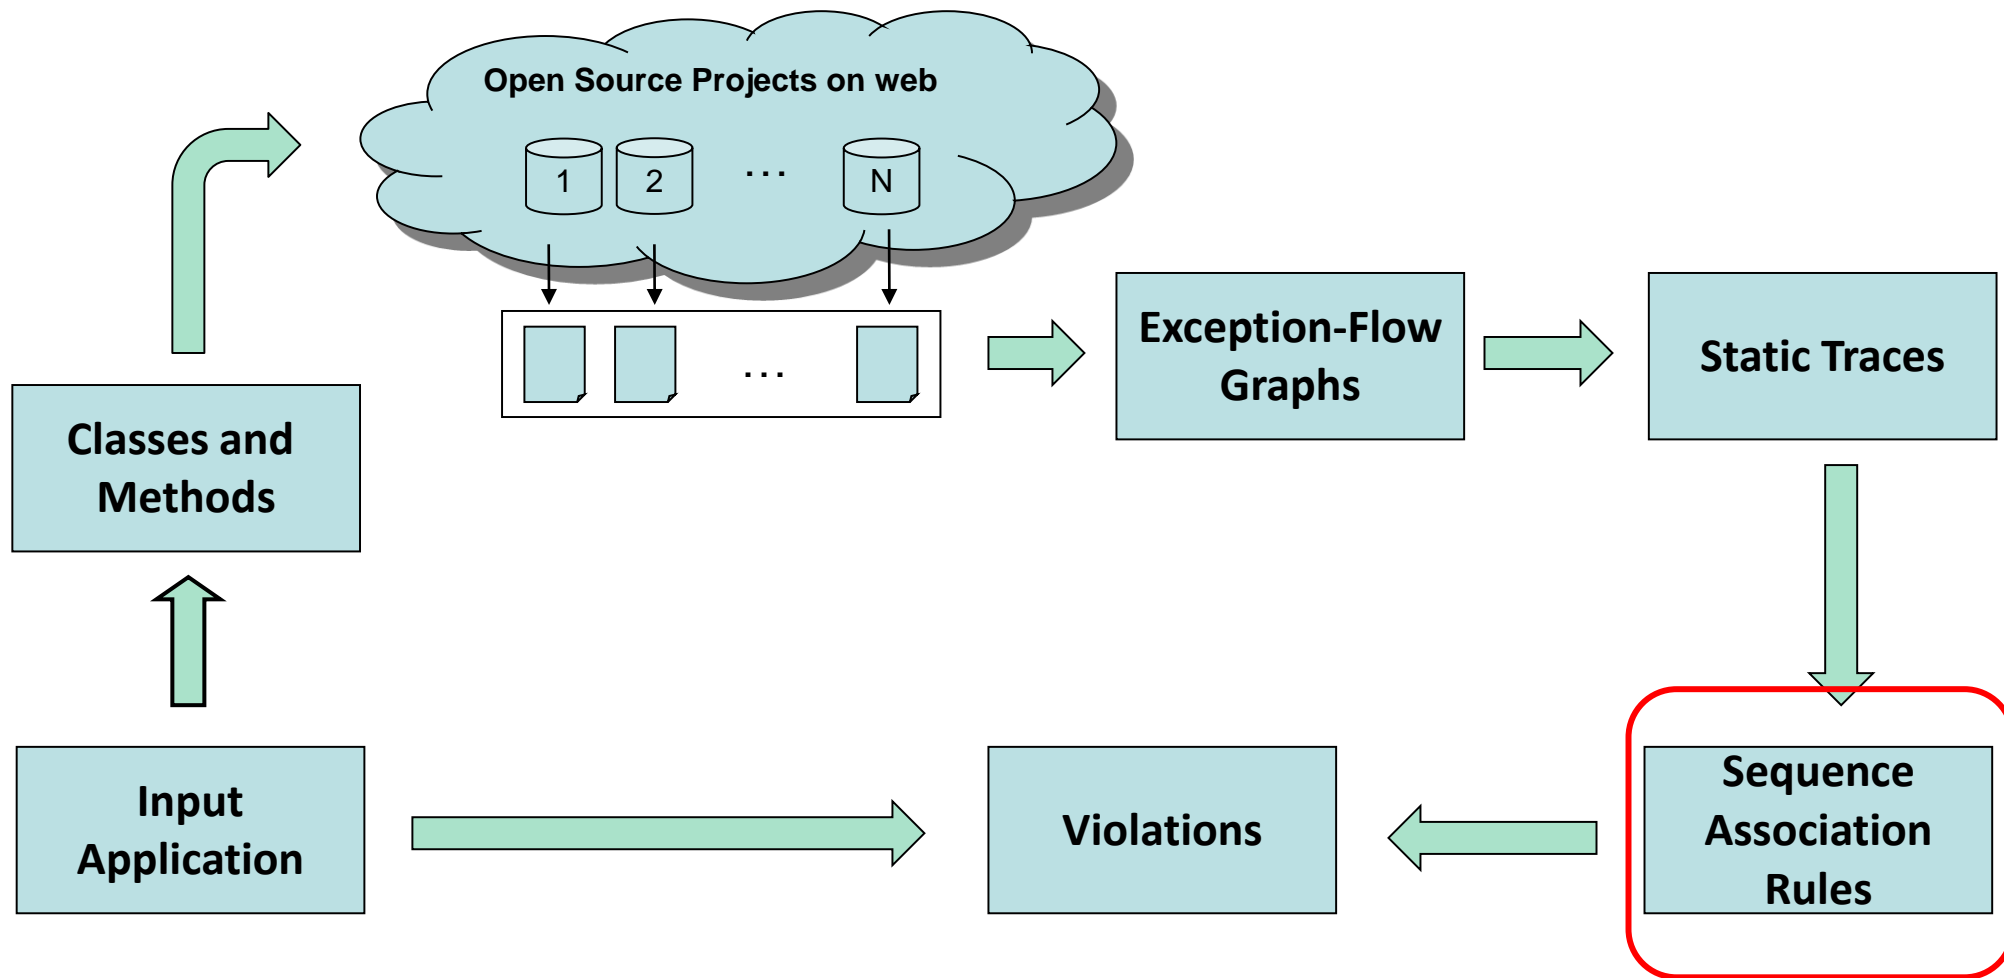 Open Source Projects on web
1
2
...
N
...
Exception-Flow
Graphs
Static Traces
Classes and
Methods
Input
Application
Violations
Sequence
Association
Rules